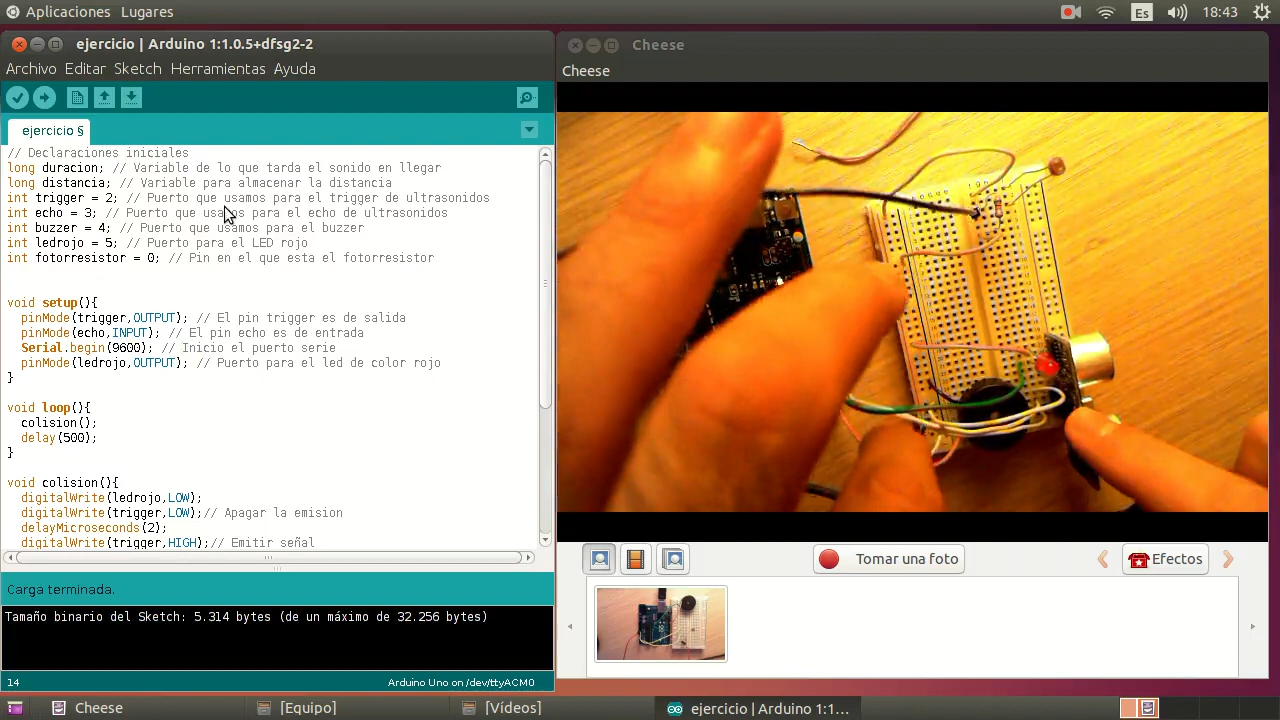 Aplicaciones Lugares
Es
18:43
ejercicio | Arduino 1:1.0.5+dfsg2-2
Archivo Editar Sketch Herramientas Ayuda
ejercicio §
// Declaraciones iniciales
long duracion; // Variable de lo que tarda el sonido en llegar
long distancia; // Variable para almacenar la distancia
int trigger = 2; // Puerto que usamos para el trigger de ultrasonidos
int echo = 3; // Puerto que usamos para el echo de ultrasonidos
int buzzer = 4; // Puerto que usamos para el buzzer
int ledrojo = 5; // Puerto para el LED rojo
int fotorresistor = 0; // Pin en el que esta el fotorresistor
void setup(){
pinMode(trigger,OUTPUT); // El pin trigger es de salida
pinMode(echo,INPUT); // El pin echo es de entrada
Serial.begin(9600); // Inicio el puerto serie
pinMode(ledrojo,OUTPUT); // Puerto para el led de color rojo
}
void loop(){
colision();
delay(500);
}
void colision(){
digitalWrite(ledrojo,LOW);
digitalWrite(trigger,LOW);// Apagar la emision
delayMicroseconds(2);
digitalWrite(trigger,HIGH);// Emitir señal
Carga terminada.
Tamaño binario del Sketch: 5.314 bytes (de un máximo de 32.256 bytes)
14
Arduino Uno on /dev/ttyACM0
Cheese
Cheese
Tomar una foto
Efectos
Cheese
[Equipo]
[Vídeos]
ejercicio | Arduino 1:1...